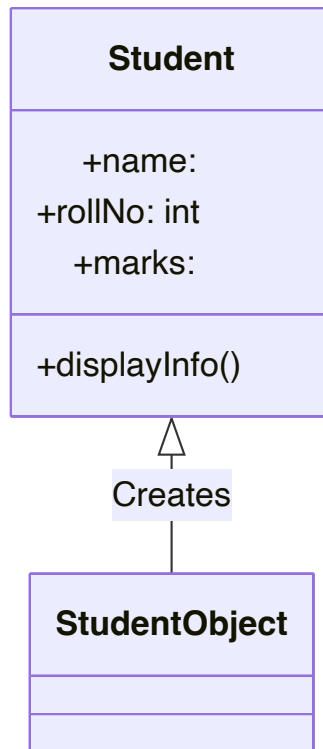 Student
+name:
+rollNo: int
+marks:
+displayInfo()
Creates
StudentObject